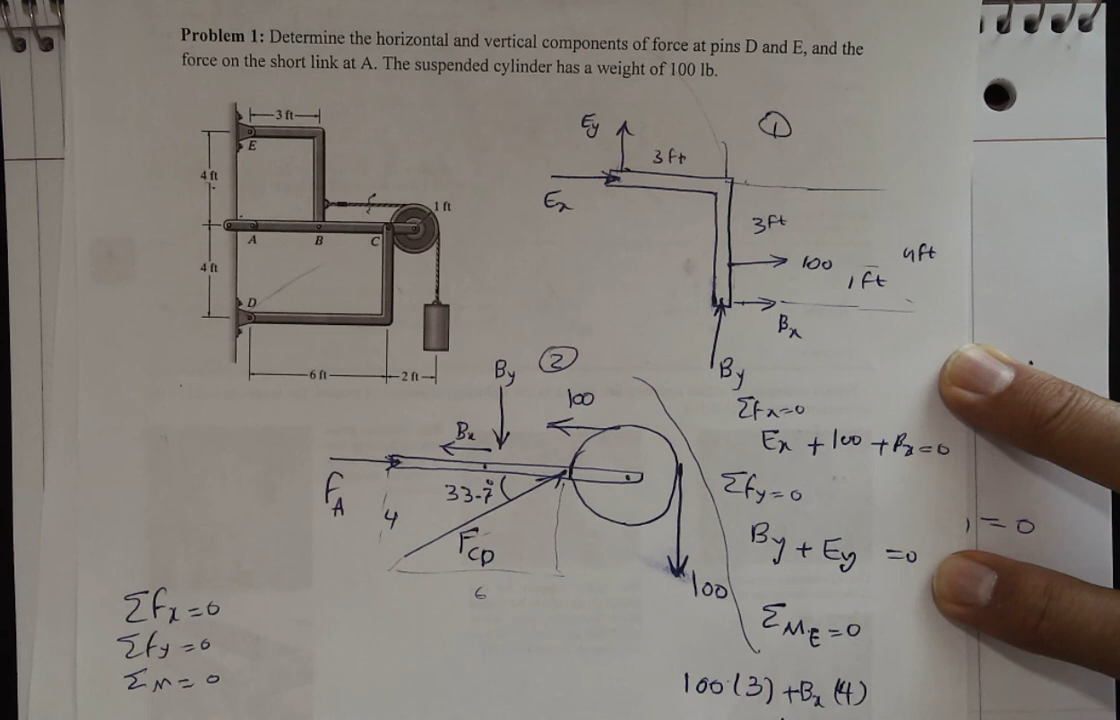 Problem 1: Determine the horizontal and vertical components of force at pins D and E, and the
force on the short link at A. The suspended cylinder has a weight of 100 lb.
3 ft
E
4 ft
1 ft
A
B
C
4 ft
D
6 ft
2 ft
Ey
1
3 ft
Ex
3ft
100
1 ft
4ft
Bx
By
2
By
100
Bx
FA
33.7°
4
FCD
6
100
Σfx=0
Ex + 100 + Bx = 0
Σfy=0
By + Ey = 0
= 0
ΣME=0
100 (3) + Bx (4)
Σfx=0
Σfy=0
ΣM=0